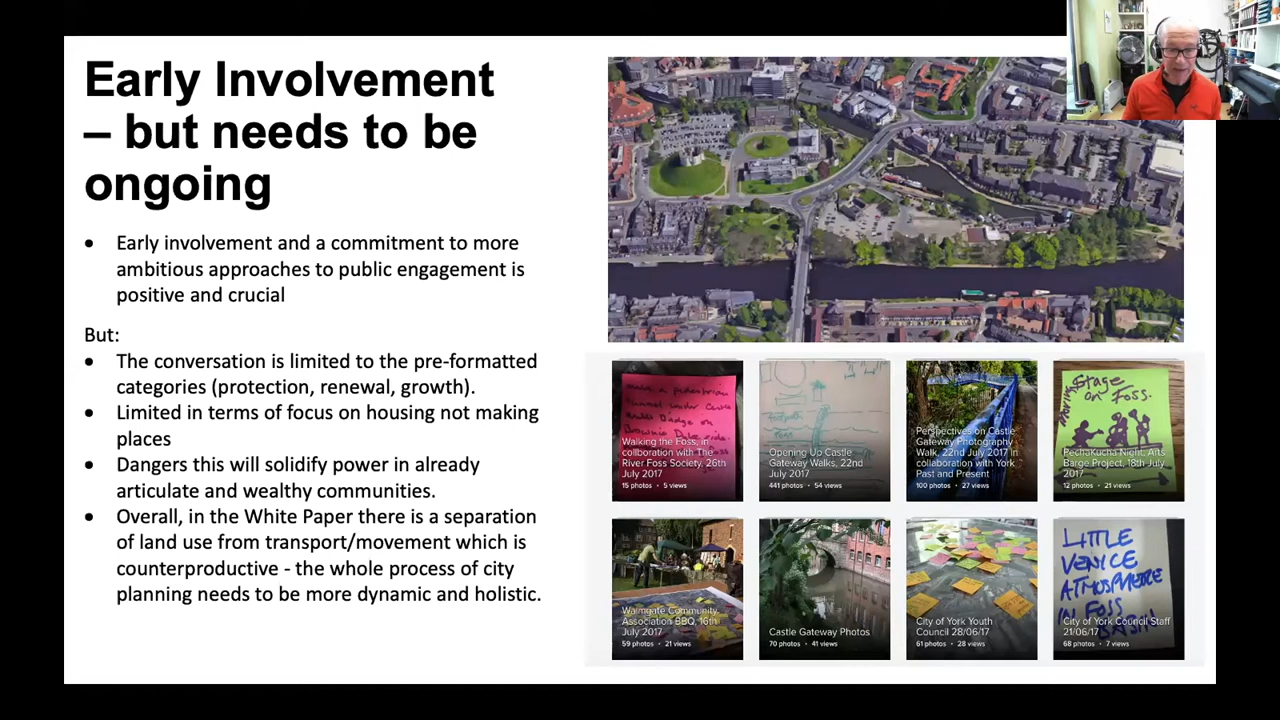 Early Involvement
– but needs to be
ongoing
• Early involvement and a commitment to more
ambitious approaches to public engagement is
positive and crucial
But:
• The conversation is limited to the pre-formatted
categories (protection, renewal, growth).
• Limited in terms of focus on housing not making
places
• Dangers this will solidify power in already
articulate and wealthy communities.
• Overall, in the White Paper there is a separation
of land use from transport/movement which is
counterproductive - the whole process of city
planning needs to be more dynamic and holistic.
Walking the Foss, in
collboration with The
River Foss Society, 26th
July 2017
15 photos • 5 views
Opening Up Castle
Gateway Walks, 22nd
July 2017
441 photos • 54 views
Perspectives on Castle
Gateway Photography
Walk, 22nd July 2017 in
collaboration with York
Past and Present
100 photos • 27 views
Stage
on Foss.
PechaKucha Night, Arts
Barge Project, 18th July
2017
12 photos • 21 views
Walmgate Community
Association BBQ, 16th
July 2017
59 photos • 21 views
Castle Gateway Photos
70 photos • 41 views
City of York Youth
Council 28/06/17
61 photos • 28 views
LITTLE
VENICE
ATMOSPHERE
IN FOSS
BASIN
City of York Council Staff
21/06/17
68 photos • 7 views